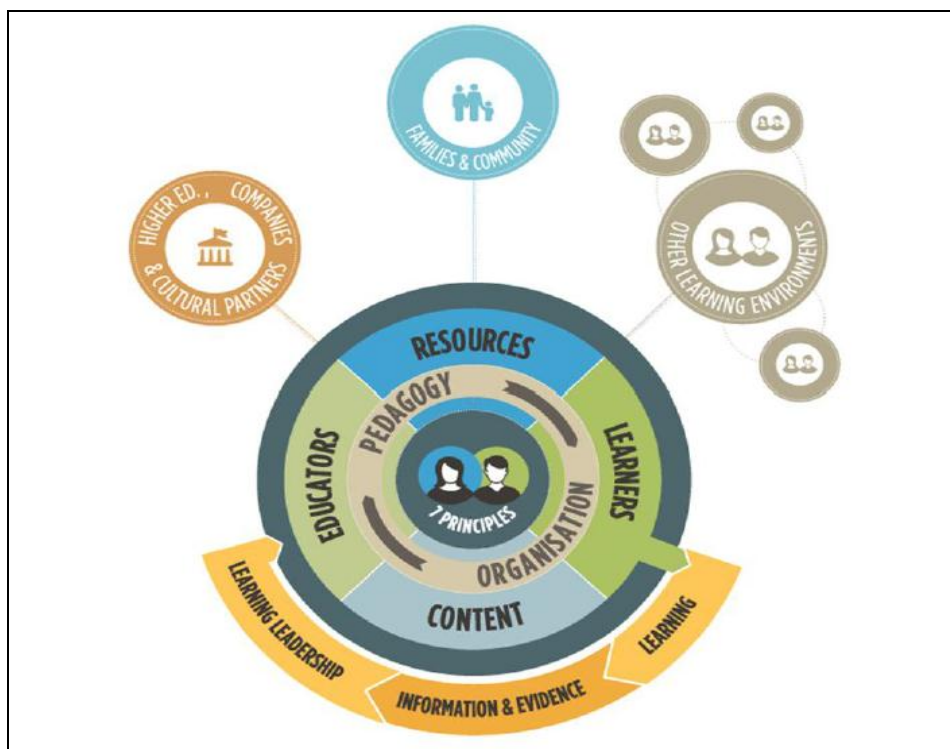 FAMILIES & COMMUNITY
HIGHER ED., COMPANIES
& CULTURAL PARTNERS
OTHER LEARNING ENVIRONMENTS
RESOURCES
PEDAGOGY
EDUCATORS
LEARNERS
7 PRINCIPLES
ORGANISATION
CONTENT
LEARNING LEADERSHIP
INFORMATION & EVIDENCE
LEARNING